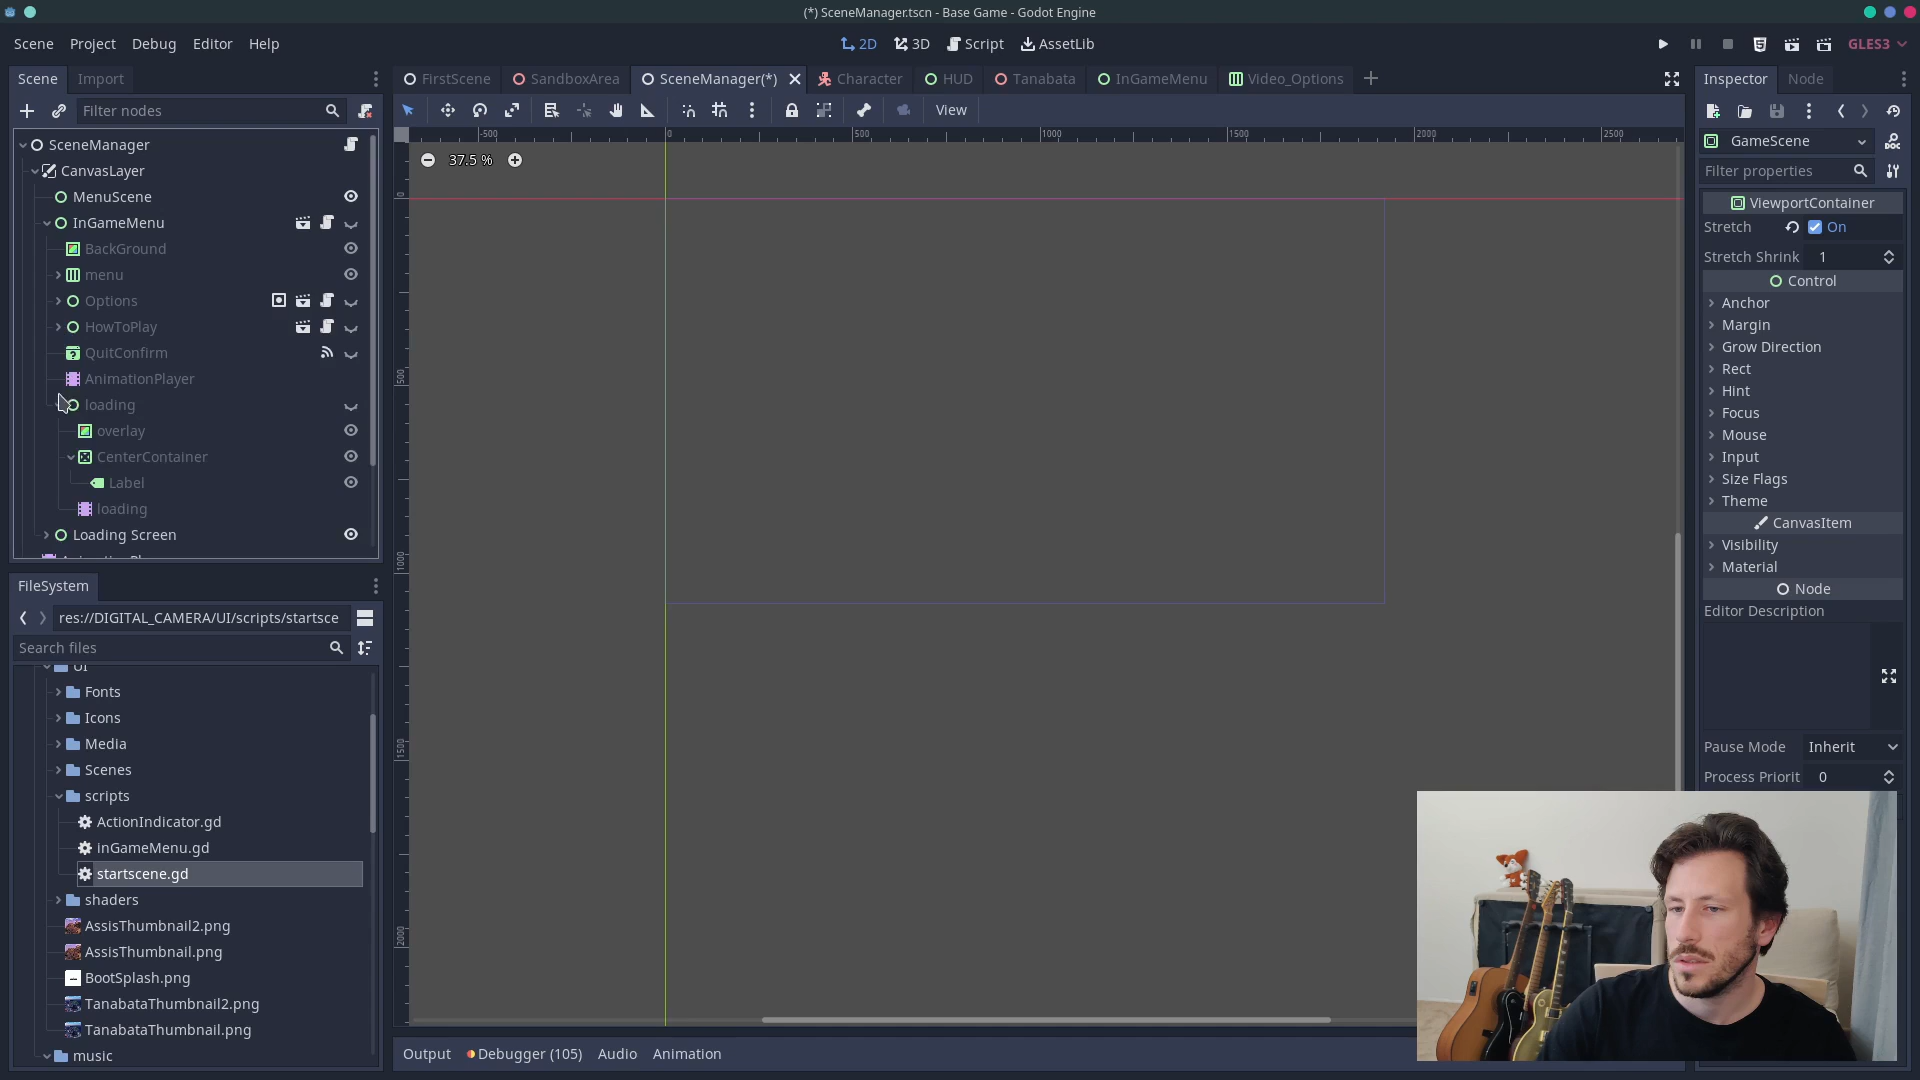 (*) SceneManager.tscn - Base Game - Godot Engine
Scene Project Debug Editor Help
2D 3D Script AssetLib
GLES3
Scene Import
FirstScene SandboxArea SceneManager(*) Character HUD Tanabata InGameMenu Video_Options
Inspector Node
Filter nodes
View
-500 0 500 1000 1500 2000 2500
37.5 %
0
500
1000
1500
2000
SceneManager
CanvasLayer
MenuScene
InGameMenu
BackGround
menu
Options
HowToPlay
QuitConfirm
AnimationPlayer
loading
overlay
CenterContainer
Label
loading
Loading Screen
FileSystem
res://DIGITAL_CAMERA/UI/scripts/startsce
Search files
UI
Fonts
Icons
Media
Scenes
scripts
ActionIndicator.gd
inGameMenu.gd
startscene.gd
shaders
AssisThumbnail2.png
AssisThumbnail.png
BootSplash.png
TanabataThumbnail2.png
TanabataThumbnail.png
music
Output Debugger (105) Audio Animation
GameScene
Filter properties
ViewportContainer
Stretch On
Stretch Shrink 1
Control
Anchor
Margin
Grow Direction
Rect
Hint
Focus
Mouse
Input
Size Flags
Theme
CanvasItem
Visibility
Material
Node
Editor Description
Pause Mode Inherit
Process Priorit 0